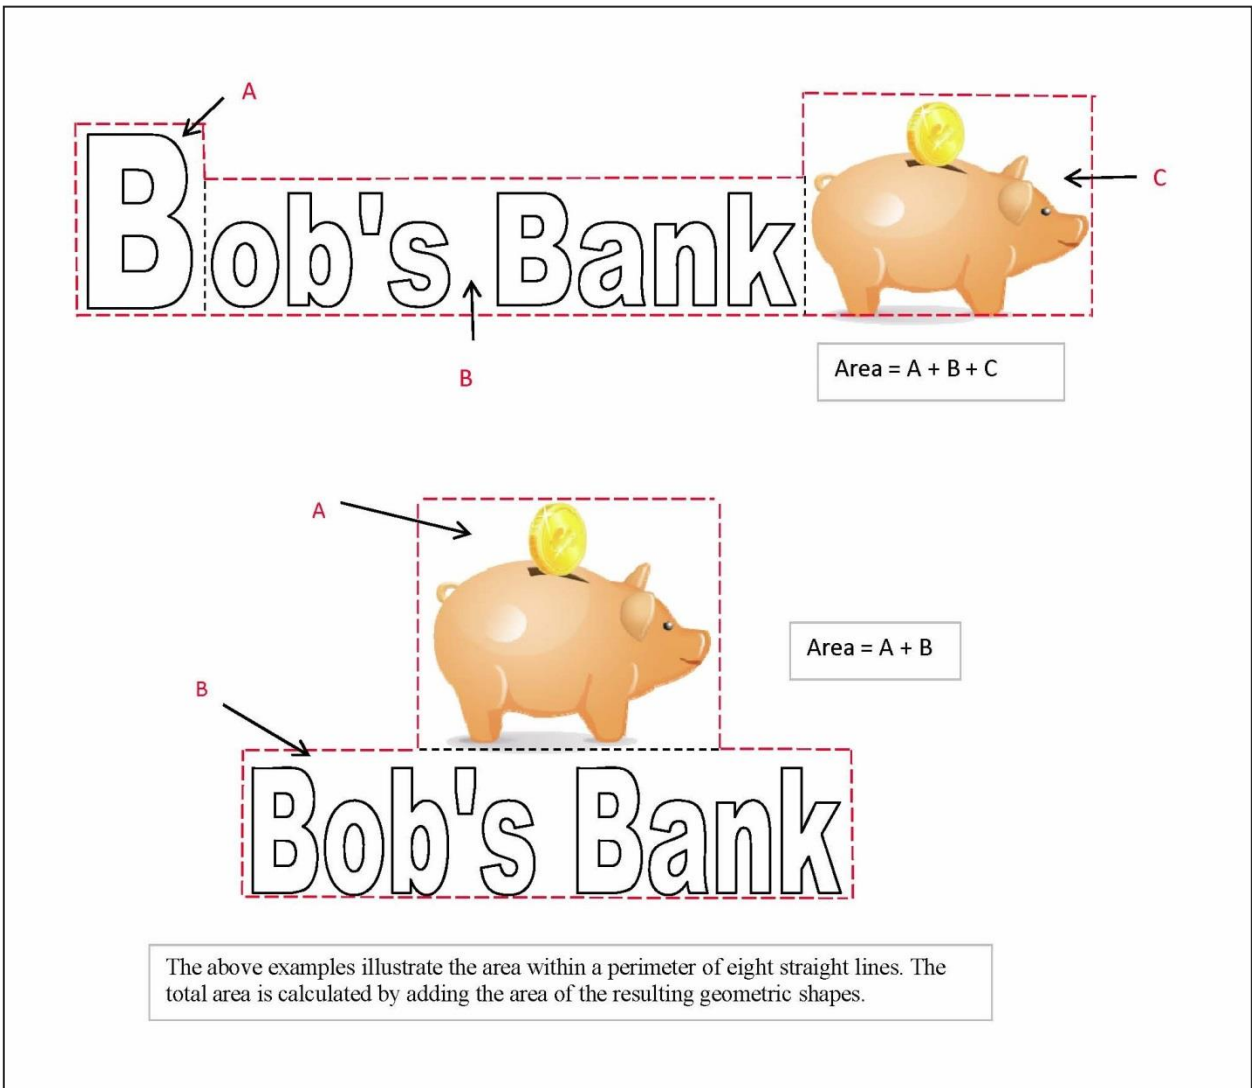 A
C
Bob's Bank
B
Area = A + B + C
A
Area = A + B
B
Bob's Bank
The above examples illustrate the area within a perimeter of eight straight lines. The
total area is calculated by adding the area of the resulting geometric shapes.